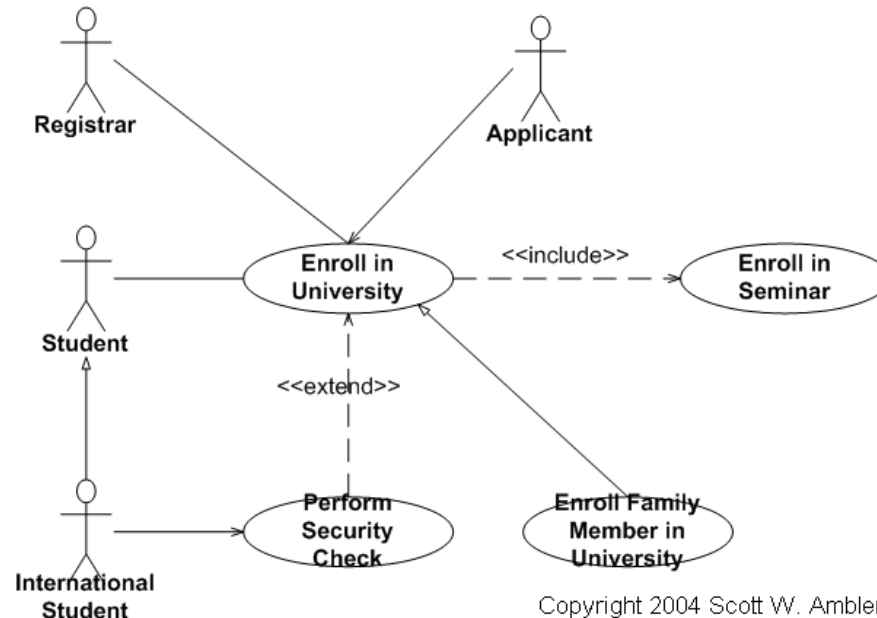 Registrar
Applicant
Enroll in
University
<<include>>
Enroll in
Seminar
Student
<<extend>>
Perform
Security
Check
Enroll Family
Member in
University
International
Student
Copyright 2004 Scott W. Ambler